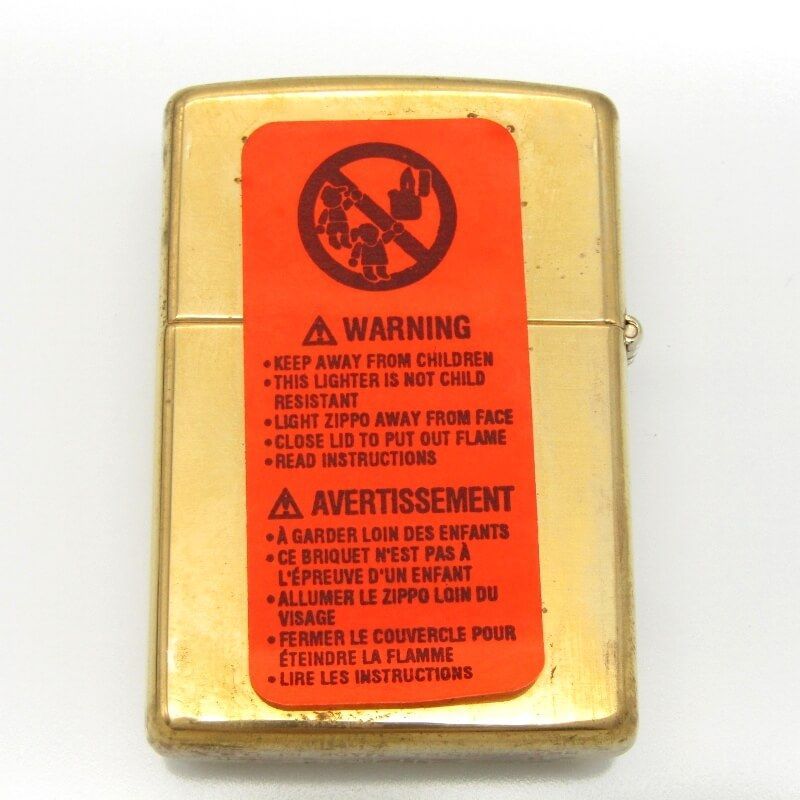 ⚠ WARNING
•KEEP AWAY FROM CHILDREN
•THIS LIGHTER IS NOT CHILD
RESISTANT
•LIGHT ZIPPO AWAY FROM FACE
•CLOSE LID TO PUT OUT FLAME
•READ INSTRUCTIONS
⚠ AVERTISSEMENT
•À GARDER LOIN DES ENFANTS
•CE BRIQUET N'EST PAS À
L'ÉPREUVE D'UN ENFANT
•ALLUMER LE ZIPPO LOIN DU
VISAGE
•FERMER LE COUVERCLE POUR
ÉTEINDRE LA FLAMME
•LIRE LES INSTRUCTIONS